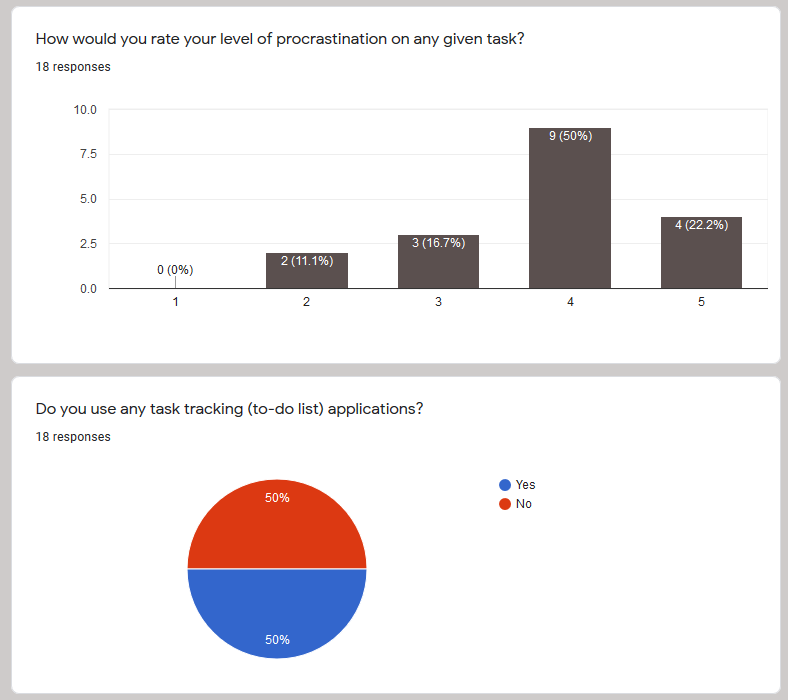 How would you rate your level of procrastination on any given task?
18 responses
10.0
7.5
5.0
2.5
0.0
0 (0%)
2 (11.1%)
3 (16.7%)
9 (50%)
4 (22.2%)
1 2 3 4 5
Do you use any task tracking (to-do list) applications?
18 responses
50%
50%
Yes
No